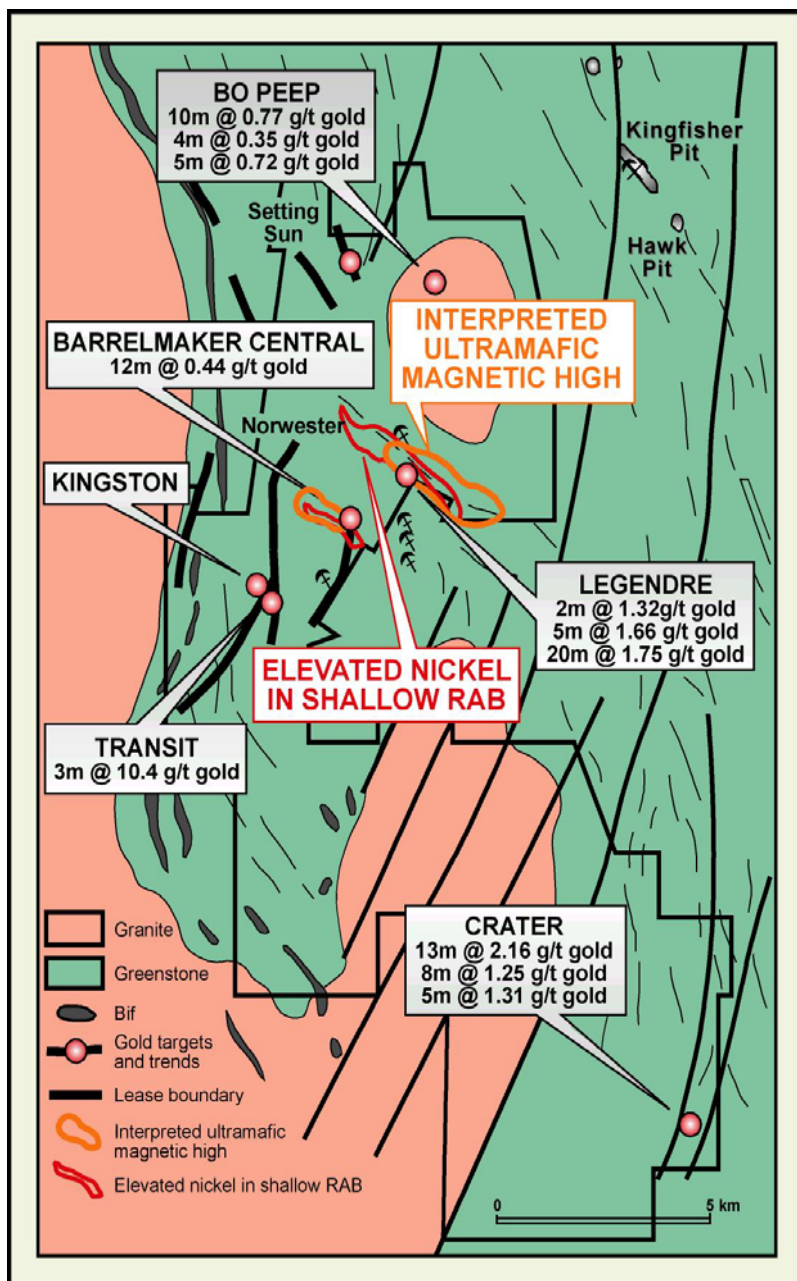 BO PEEP
10m @ 0.77 g/t gold
4m @ 0.35 g/t gold
5m @ 0.72 g/t gold
Kingfisher
Pit
Setting
Sun
Hawk
Pit
INTERPRETED
ULTRAMAFIC
MAGNETIC HIGH
BARRELMAKER CENTRAL
12m @ 0.44 g/t gold
Norwester
KINGSTON
LEGENDRE
2m @ 1.32g/t gold
5m @ 1.66 g/t gold
20m @ 1.75 g/t gold
ELEVATED NICKEL
IN SHALLOW RAB
TRANSIT
3m @ 10.4 g/t gold
CRATER
13m @ 2.16 g/t gold
8m @ 1.25 g/t gold
5m @ 1.31 g/t gold
Granite
Greenstone
Bif
Gold targets
and trends
Lease boundary
Interpreted ultramafic
magnetic high
Elevated nickel in shallow RAB
0 5 km